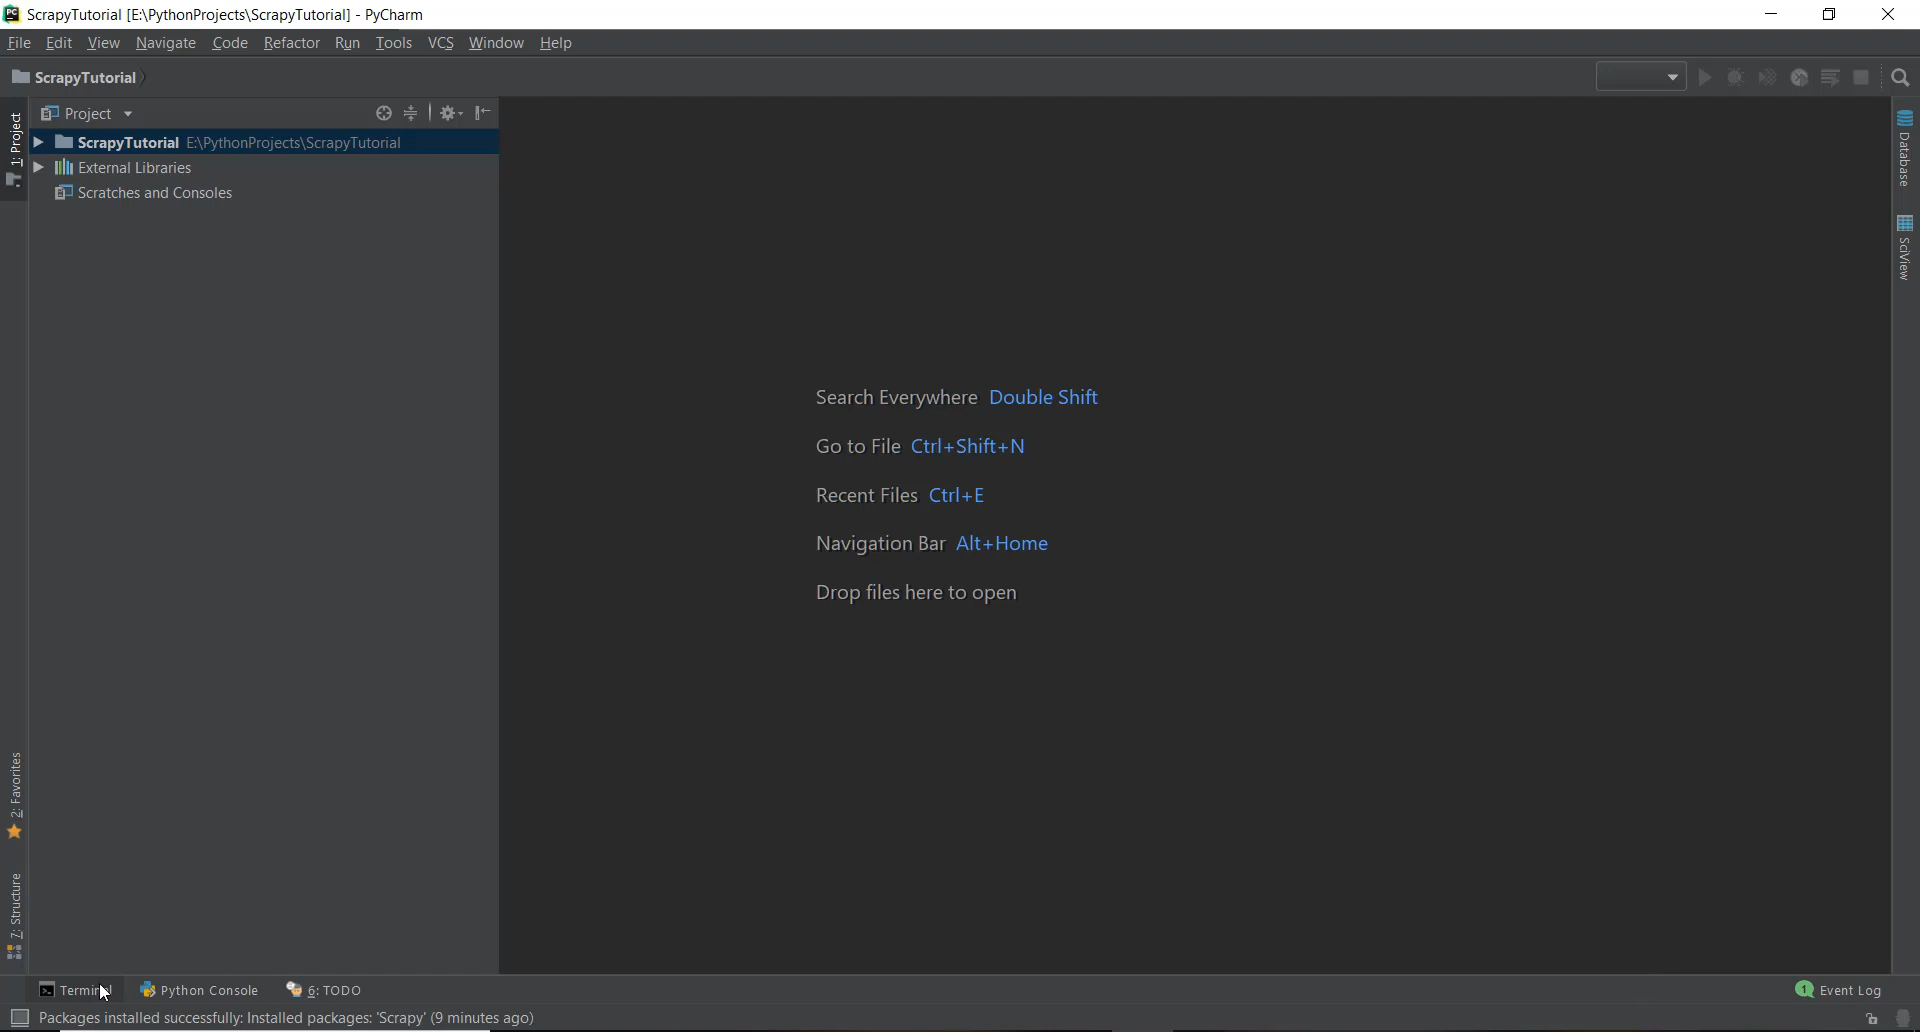 PC ScrapyTutorial [E:\PythonProjects\ScrapyTutorial] - PyCharm
File Edit View Navigate Code Refactor Run Tools VCS Window Help
ScrapyTutorial
1: Project
Project
ScrapyTutorial E:\PythonProjects\ScrapyTutorial
External Libraries
Scratches and Consoles
Search Everywhere Double Shift
Go to File Ctrl+Shift+N
Recent Files Ctrl+E
Navigation Bar Alt+Home
Drop files here to open
Database
SciView
2: Favorites
7: Structure
Terminal Python Console 6: TODO 1 Event Log
Packages installed successfully: Installed packages: 'Scrapy' (9 minutes ago)